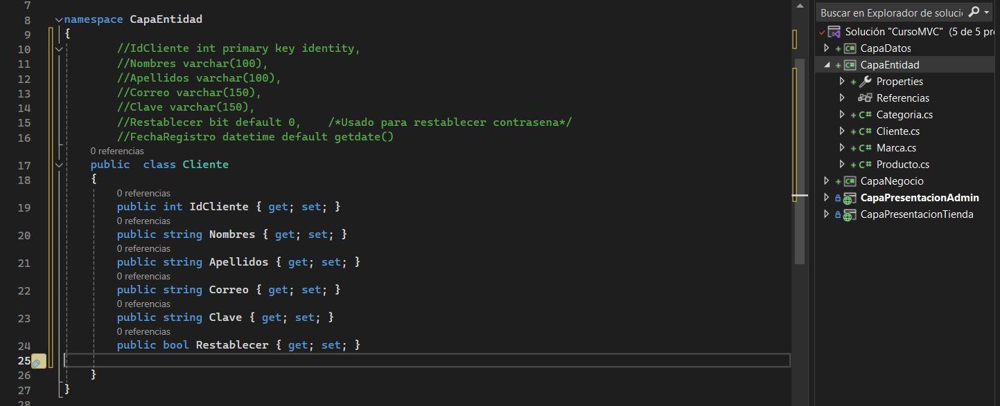 7
8 namespace CapaEntidad
9 {
10 //IdCliente int primary key identity,
11 //Nombres varchar(100),
12 //Apellidos varchar(100),
13 //Correo varchar(150),
14 //Clave varchar(150),
15 //Restablecer bit default 0,    /*Usado para restablecer contrasena*/
16 //FechaRegistro datetime default getdate()
0 referencias
17 public  class Cliente
18 {
0 referencias
19 public int IdCliente { get; set; }
0 referencias
20 public string Nombres { get; set; }
0 referencias
21 public string Apellidos { get; set; }
0 referencias
22 public string Correo { get; set; }
0 referencias
23 public string Clave { get; set; }
0 referencias
24 public bool Restablecer { get; set; }
25
26 }
27 }
28
Buscar en Explorador de soluci
Solución "CursoMVC" (5 de 5 pr
CapaDatos
CapaEntidad
Properties
Referencias
C# Categoria.cs
C# Cliente.cs
C# Marca.cs
C# Producto.cs
CapaNegocio
CapaPresentacionAdmin
CapaPresentacionTienda